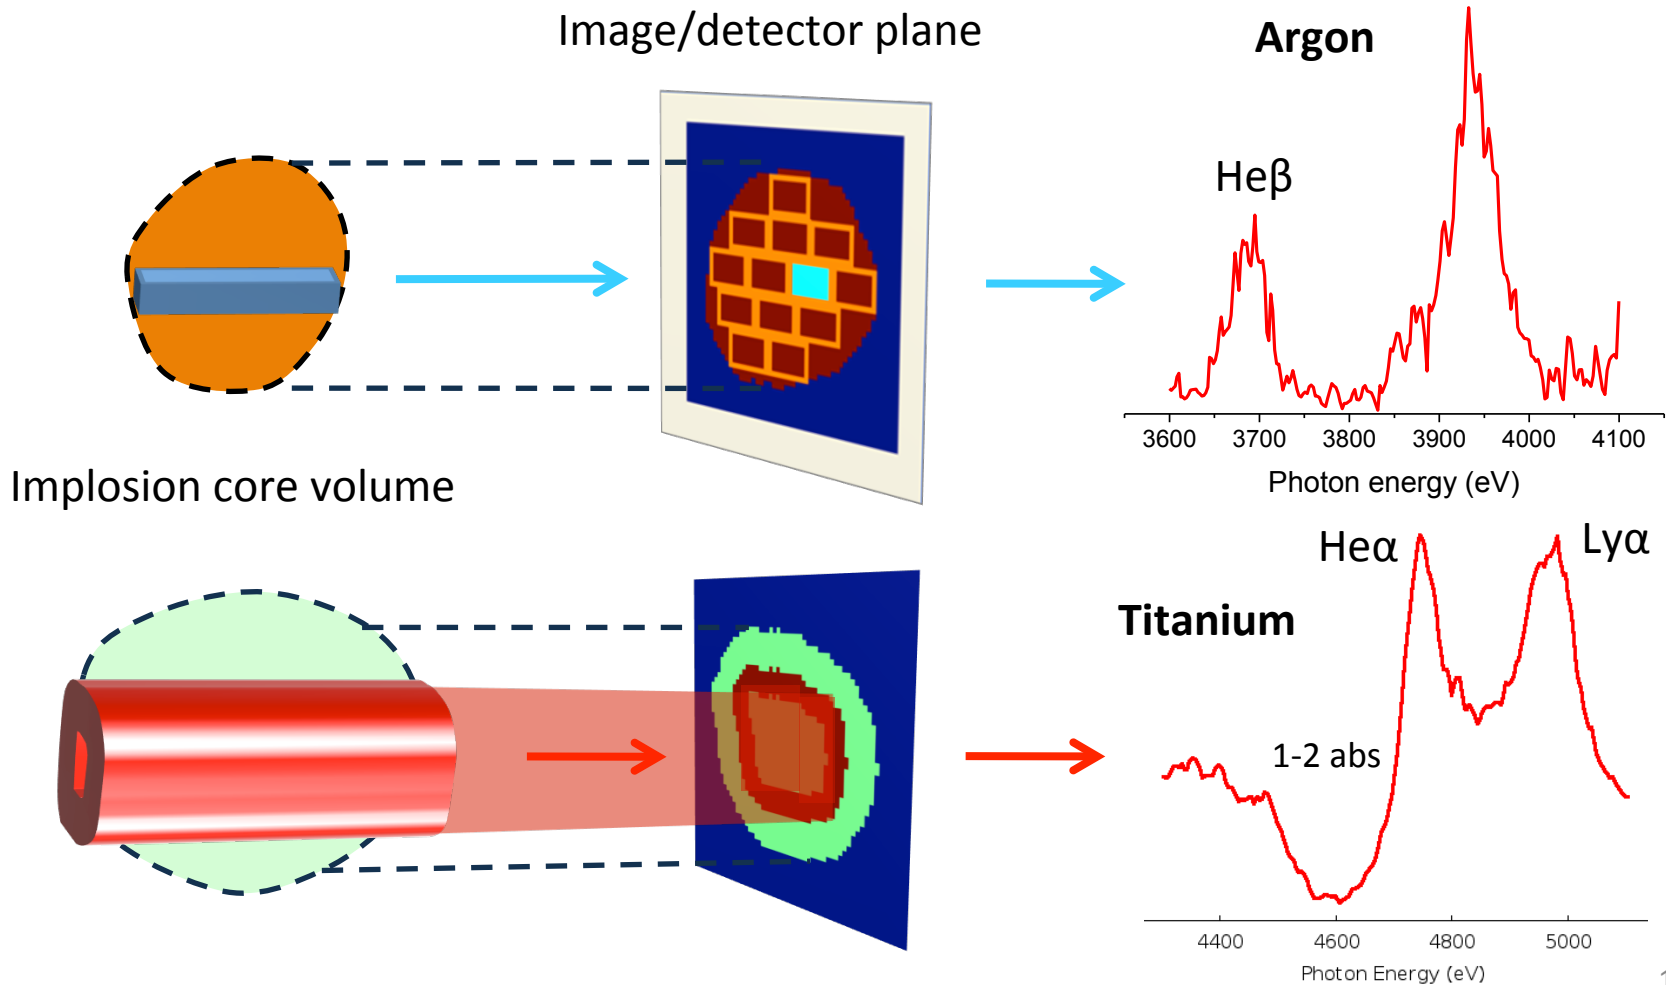 Image/detector plane
Argon
Heβ
3600 3700 3800 3900 4000 4100
Photon energy (eV)
Implosion core volume
Heα
Lyα
Titanium
1-2 abs
4400 4600 4800 5000
Photon Energy (eV)